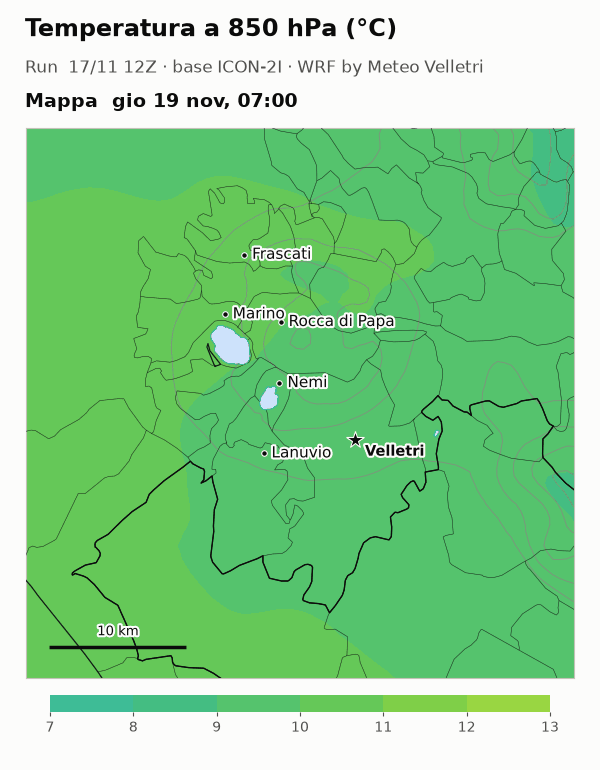 Temperatura a 850 hPa (°C)
Run  17/11 12Z · base ICON-2I · WRF by Meteo Velletri
Mappa  gio 19 nov, 07:00
Frascati
Marino
Rocca di Papa
Nemi
Velletri
Lanuvio
10 km
7 8 9 10 11 12 13